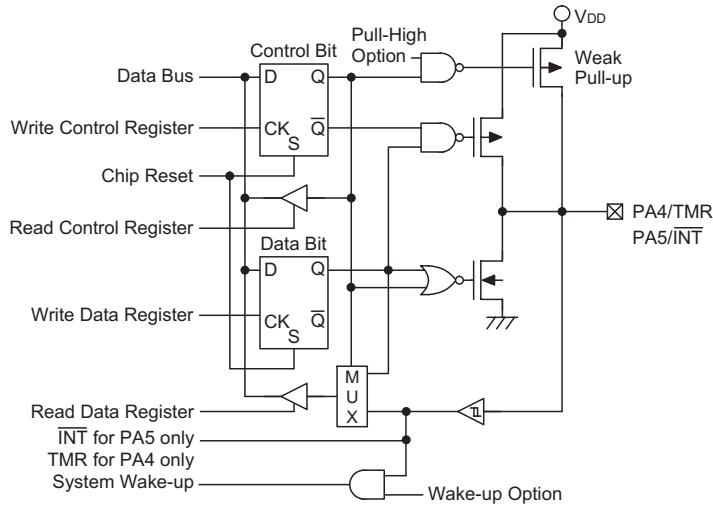 VDD
Pull-High
Option
Control Bit
Weak
Pull-up
Data Bus
D
Q
Write Control Register
CK
Q̅
S
Chip Reset
PA4/TMR
PA5/I̅N̅T̅
Read Control Register
Data Bit
D
Q
Write Data Register
CK
Q̅
S
M
U
X
Read Data Register
I̅N̅T̅ for PA5 only
TMR for PA4 only
System Wake-up
Wake-up Option